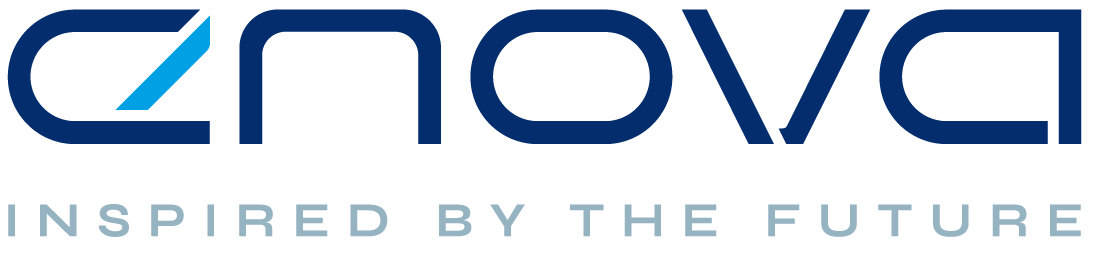 enova
INSPIRED BY THE FUTURE